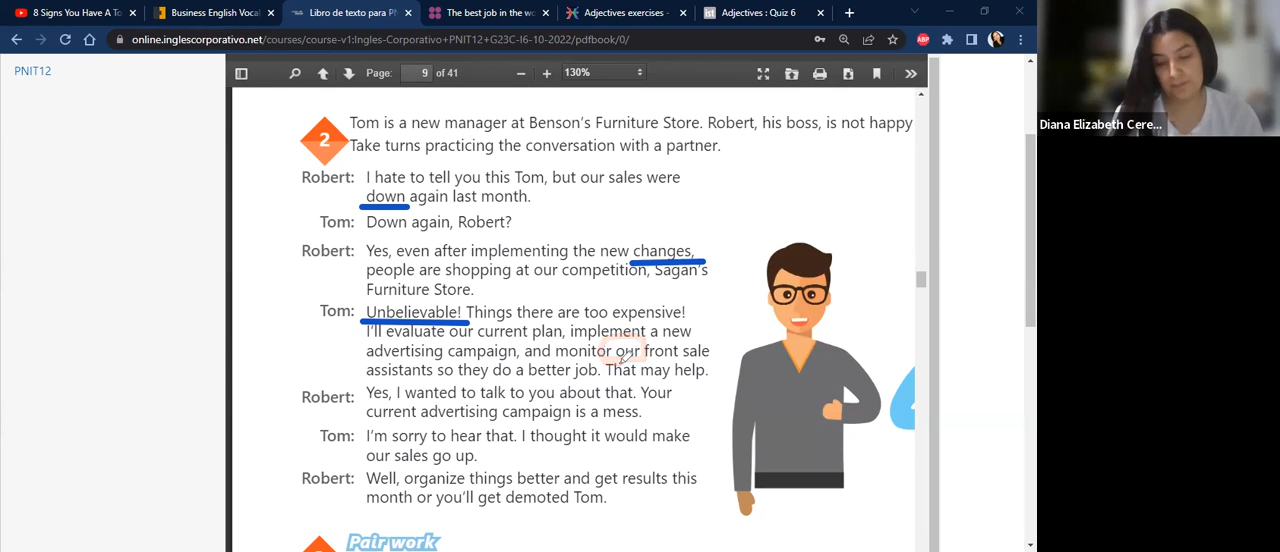 8 Signs You Have A To
Business English Vocal
Libro de texto para PN
The best job in the wo
Adjectives exercises -
Adjectives : Quiz 6
online.inglescorporativo.net/courses/course-v1:Ingles-Corporativo+PNIT12+G23C-I6-10-2022/pdfbook/0/
ABP
PNIT12
Page: 9 of 41
130%
Diana Elizabeth Cere...
2
Tom is a new manager at Benson's Furniture Store. Robert, his boss, is not happy
Take turns practicing the conversation with a partner.
Robert: I hate to tell you this Tom, but our sales were
down again last month.
Tom: Down again, Robert?
Robert: Yes, even after implementing the new changes,
people are shopping at our competition, Sagan's
Furniture Store.
Tom: Unbelievable! Things there are too expensive!
I'll evaluate our current plan, implement a new
advertising campaign, and monitor our front sale
assistants so they do a better job. That may help.
Robert: Yes, I wanted to talk to you about that. Your
current advertising campaign is a mess.
Tom: I'm sorry to hear that. I thought it would make
our sales go up.
Robert: Well, organize things better and get results this
month or you'll get demoted Tom.
Pair work